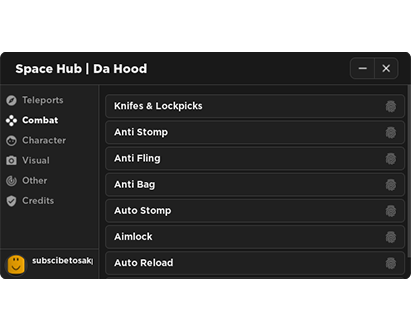 Space Hub | Da Hood
Teleports
Combat
Character
Visual
Other
Credits
subscibetosak
Knifes & Lockpicks
Anti Stomp
Anti Fling
Anti Bag
Auto Stomp
Aimlock
Auto Reload